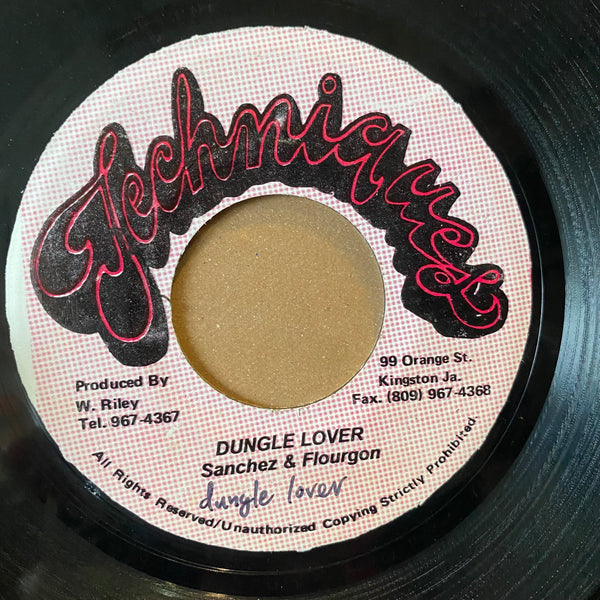 Techniques
Produced By
W. Riley
Tel. 967-4367
99 Orange St.
Kingston Ja.
Fax. (809) 967-4368
DUNGLE LOVER
Sanchez & Flourgon
dungle lover
All Rights Reserved/Unauthorized Copying Strictly Prohibited.